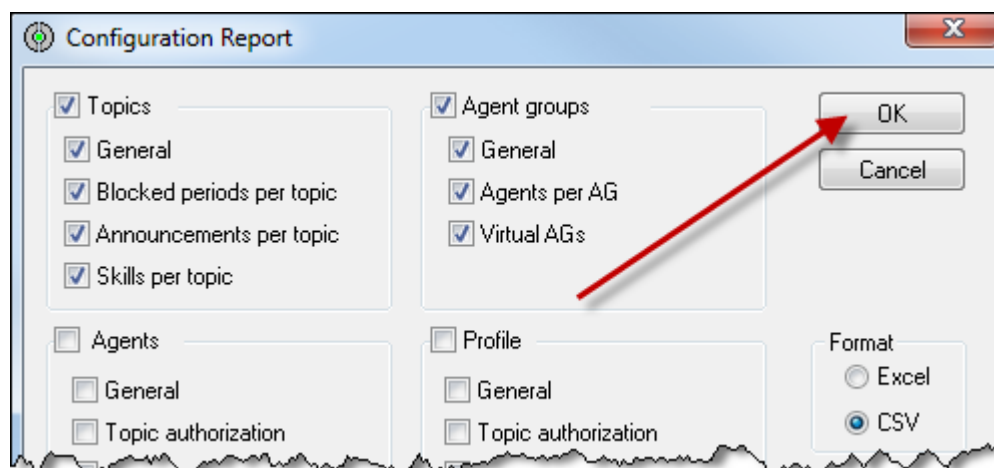 Configuration Report
Topics
General
Blocked periods per topic
Announcements per topic
Skills per topic
Agent groups
General
Agents per AG
Virtual AGs
OK
Cancel
Agents
General
Topic authorization
Profile
General
Topic authorization
Format
Excel
CSV